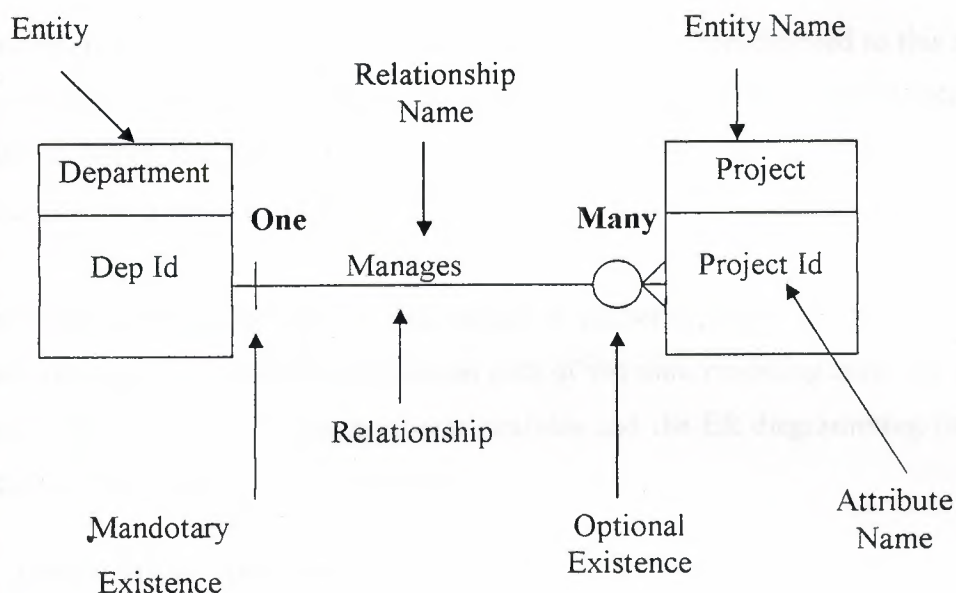 Entity
Entity Name
Relationship
Name
Department
Project
One
Many
Dep Id
Manages
Project Id
Relationship
Mandotary
Existence
Optional
Existence
Attribute
Name